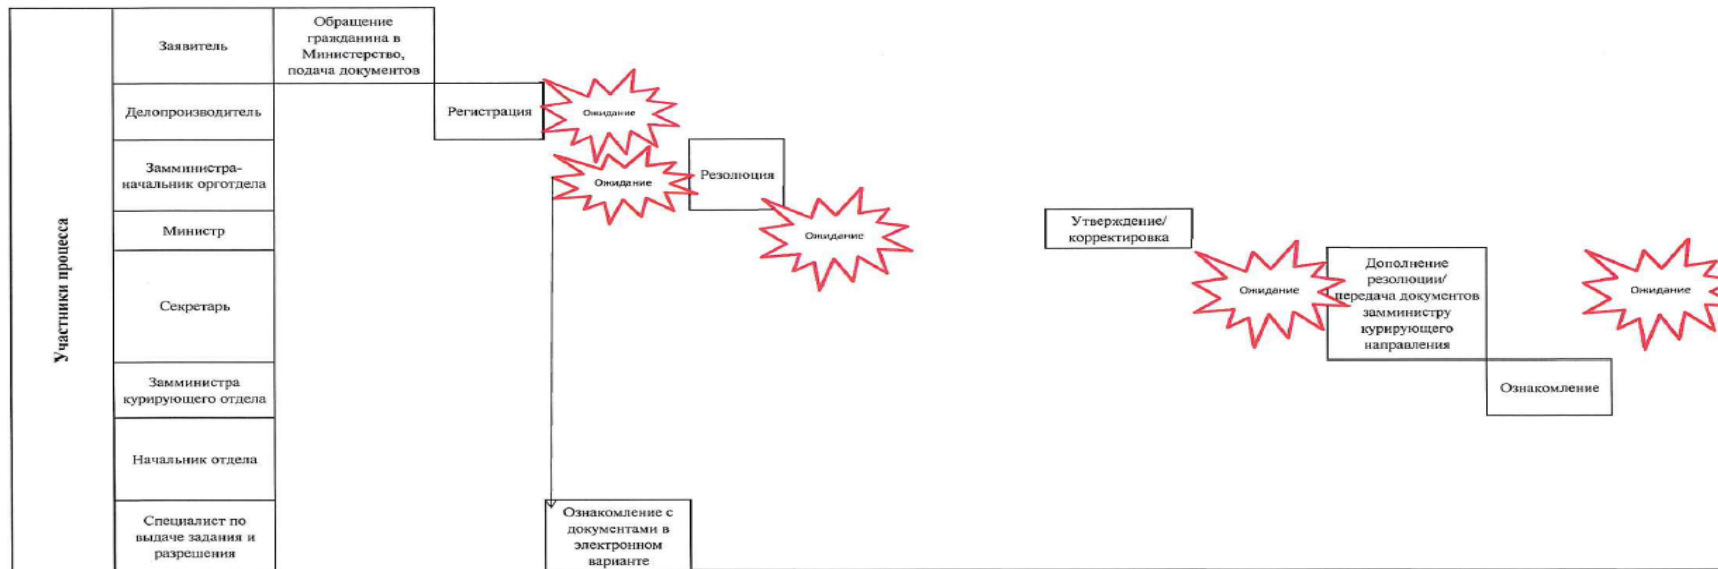 Участники процесса
Заявитель
Обращение
гражданина в
Министерство,
подача документов
Делопроизводитель
Регистрация
Ожидание
Замминистра-
начальник орготдела
Ожидание
Резолюция
Министр
Ожидание
Утверждение/
корректировка
Секретарь
Ожидание
Дополнение
резолюции/
передача документов
замминистру
курирующего
направления
Ожидание
Замминистра
курирующего отдела
Ознакомление
Начальник отдела
Специалист по
выдаче задания и
разрешения
Ознакомление с
документами в
электронном
варианте